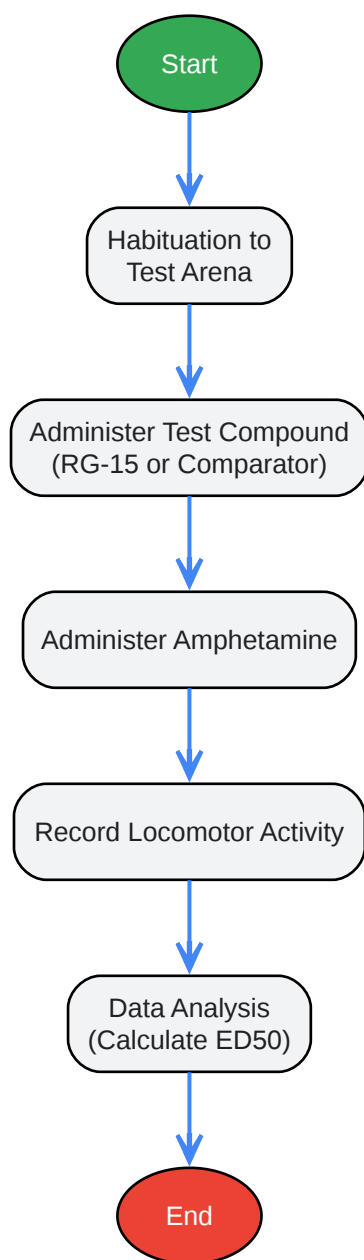 Start
Habituation to
Test Arena
Administer Test Compound
(RG-15 or Comparator)
Administer Amphetamine
Record Locomotor Activity
Data Analysis
(Calculate ED50)
End